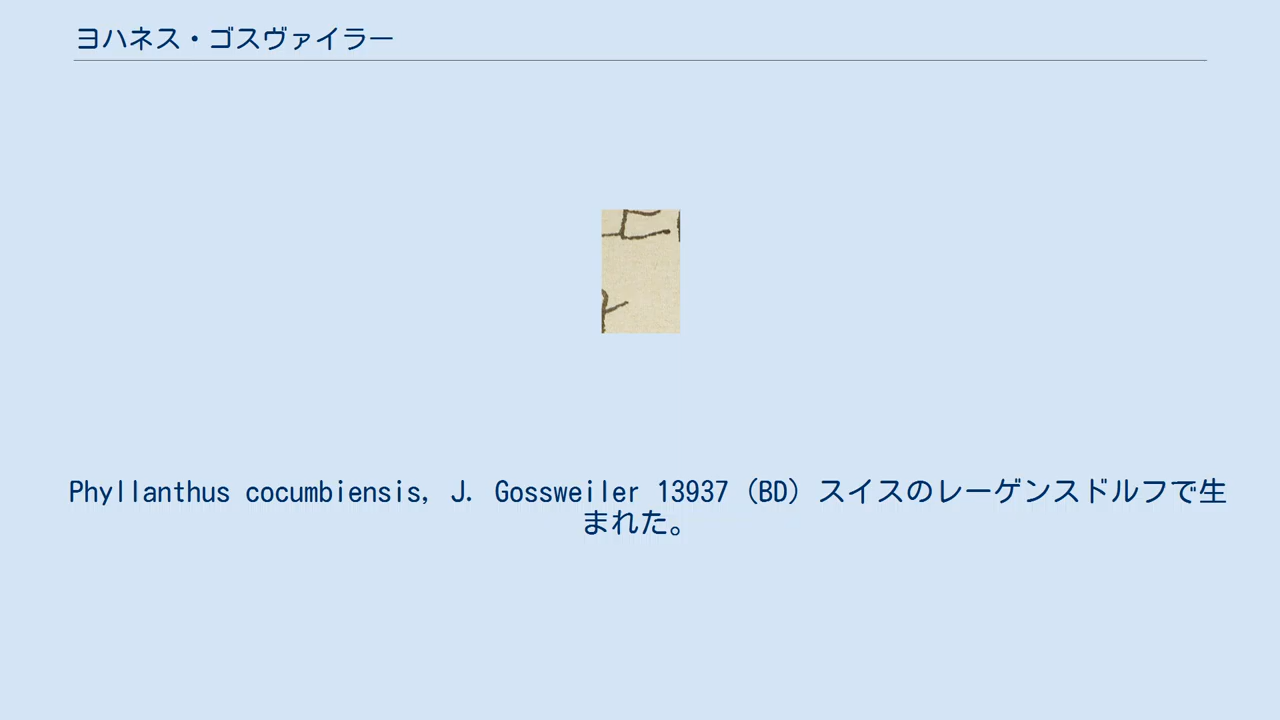 ヨハネス・ゴスヴァイラー
Phyllanthus cocumbiensis, J. Gossweiler 13937 (BD) スイスのレーゲンスドルフで生
まれた。